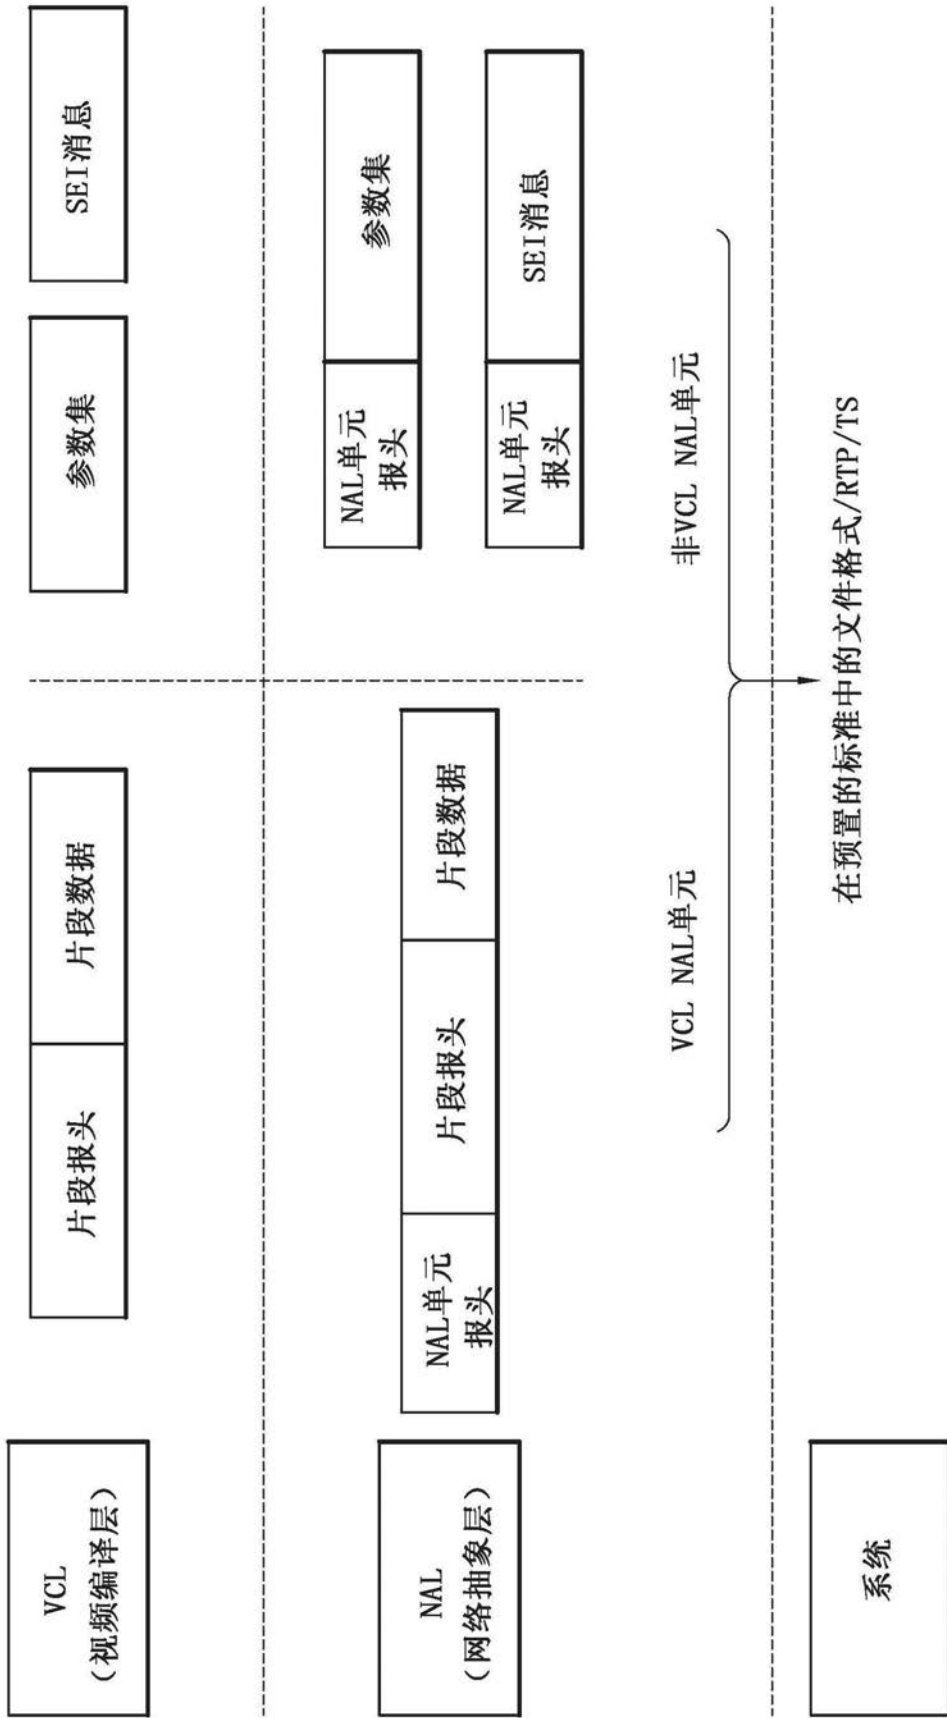 VCL
(视频编译层)
片段报头
片段数据
参数集
SEI消息
NAL
(网络抽象层)
NAL单元
报头
片段报头
片段数据
NAL单元
报头
参数集
NAL单元
报头
SEI消息
VCL NAL单元
非VCL NAL单元
系统
在预置的标准中的文件格式/RTP/TS